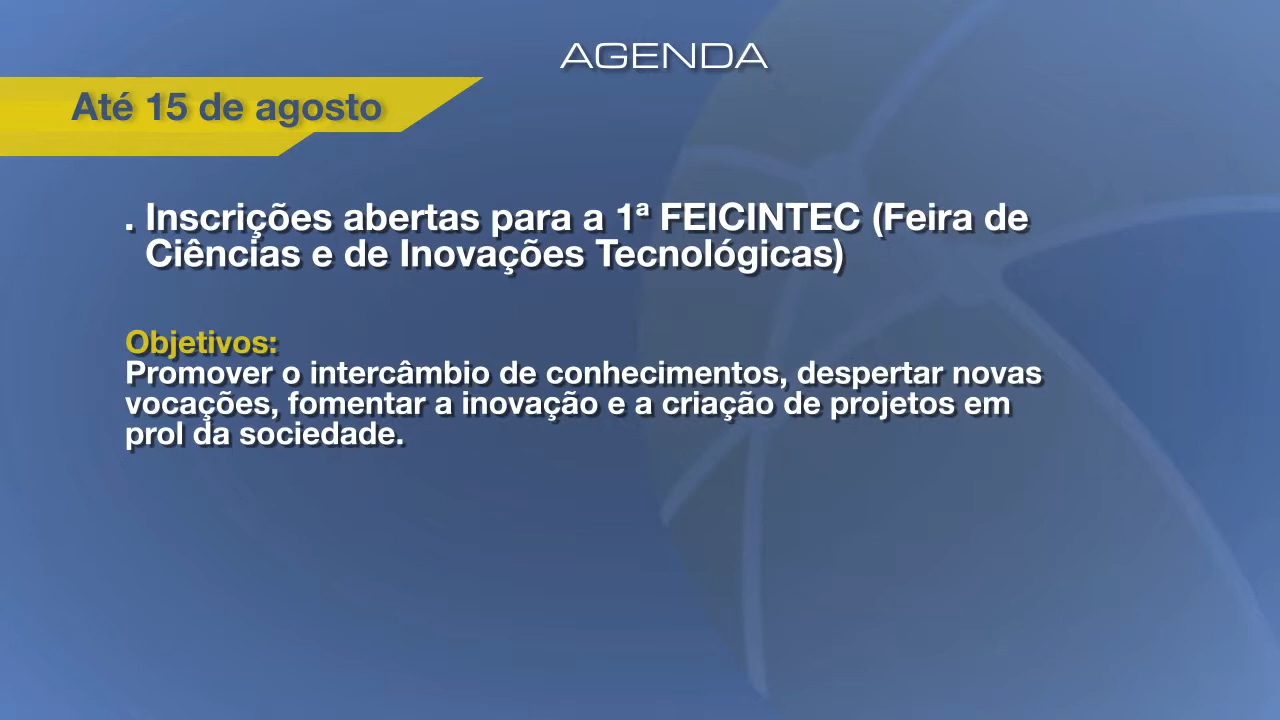 AGENDA
Até 15 de agosto
. Inscrições abertas para a 1ª FEICINTEC (Feira de
Ciências e de Inovações Tecnológicas)
Objetivos:
Promover o intercâmbio de conhecimentos, despertar novas
vocações, fomentar a inovação e a criação de projetos em
prol da sociedade.